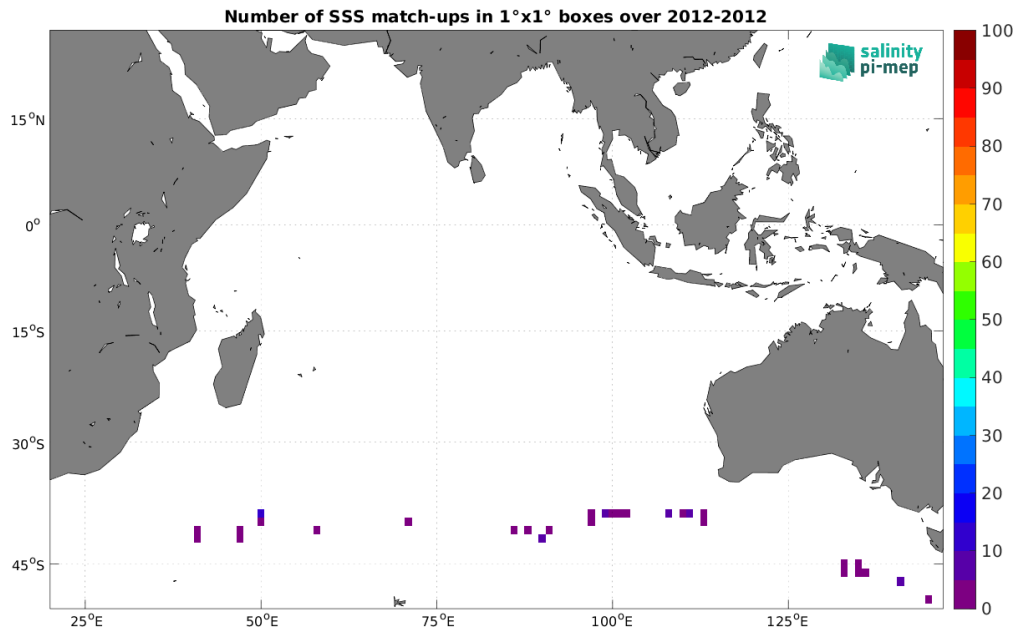 Number of SSS match-ups in 1°x1° boxes over 2012-2012
salinity
pi-mep
100
90
80
70
60
50
40
30
20
10
0
15°N
0°
15°S
30°S
45°S
25°E
50°E
75°E
100°E
125°E